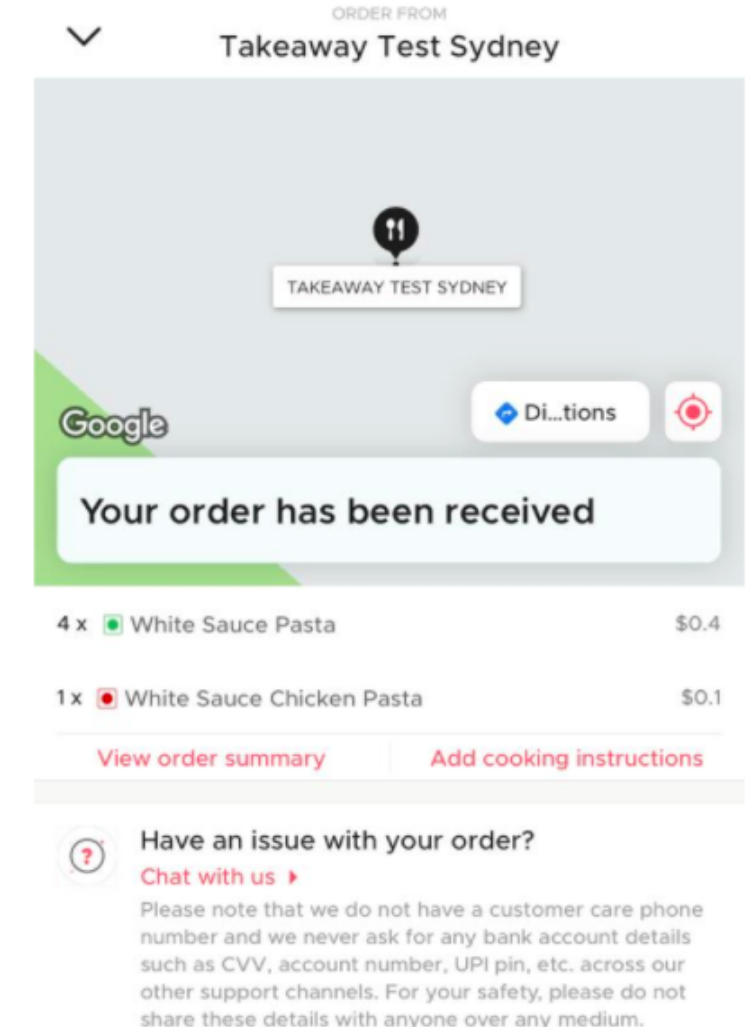 ORDER FROM
Takeaway Test Sydney
TAKEAWAY TEST SYDNEY
Google
Di...tions
Your order has been received
4 x White Sauce Pasta $0.4
1 x White Sauce Chicken Pasta $0.1
View order summary Add cooking instructions
Have an issue with your order?
?
Chat with us
Please note that we do not have a customer care phone
number and we never ask for any bank account details
such as CVV, account number, UPI pin, etc. across our
other support channels. For your safety, please do not
share these details with anyone over any medium.